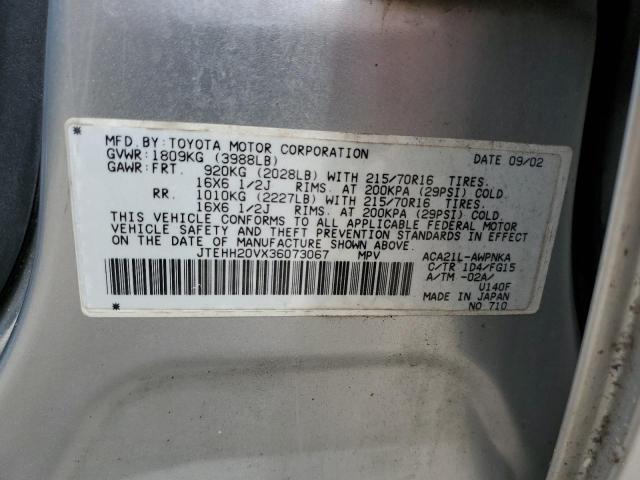 MFD.BY:TOYOTA MOTOR CORPORATION DATE 09/02
GVWR:1809KG (3988LB)
GAWR:FRT. 920KG (2028LB) WITH 215/70R16 TIRES.
16X6 1/2J RIMS. AT 200KPA (29PSI) COLD.
RR. 1010KG (2227LB) WITH 215/70R16 TIRES.
16X6 1/2J RIMS. AT 200KPA (29PSI) COLD.
THIS VEHICLE CONFORMS TO ALL APPLICABLE FEDERAL MOTOR
VEHICLE SAFETY AND THEFT PREVENTION STANDARDS IN EFFECT
ON THE DATE OF MANUFACTURE SHOWN ABOVE.
JTEHH20VX36073067 MPV ACA21L-AWPNKA
C/TR 1D4/FG15
A/TM -02A/
U140F
MADE IN JAPAN
NO 710